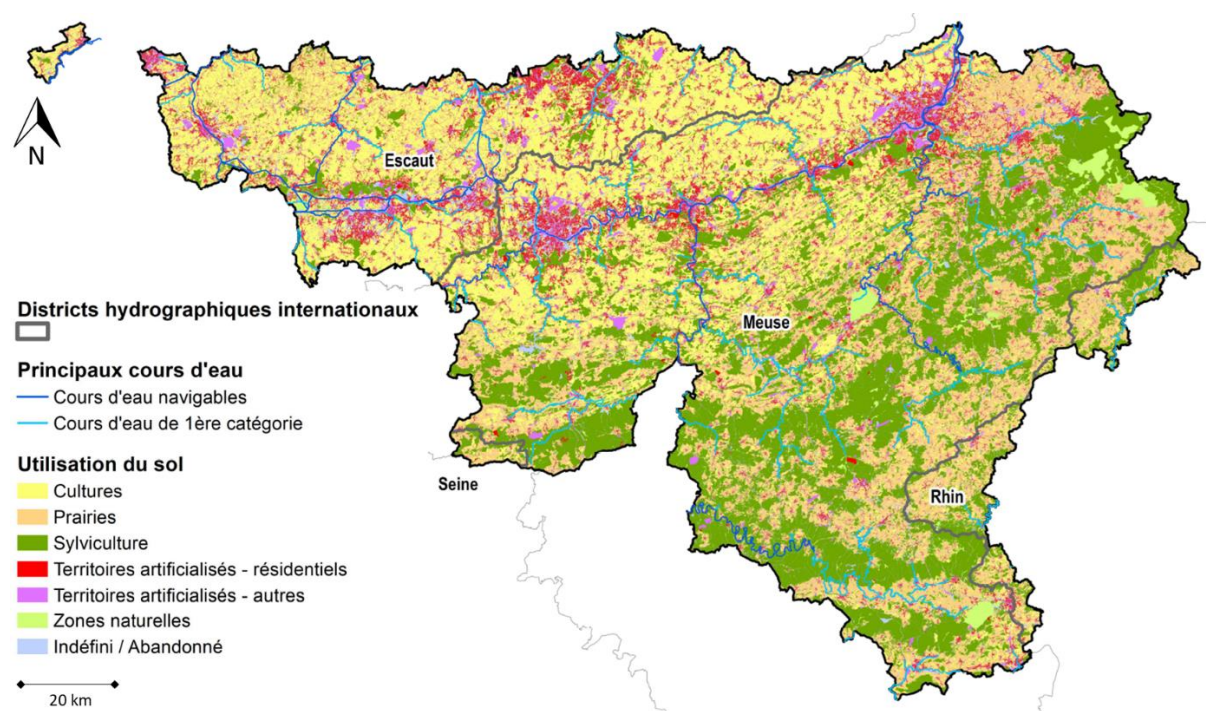 N
Escaut
Meuse
Seine
Rhin
Districts hydrographiques internationaux
Principaux cours d'eau
Cours d'eau navigables
Cours d'eau de 1ère catégorie
Utilisation du sol
Cultures
Prairies
Sylviculture
Territoires artificialisés - résidentiels
Territoires artificialisés - autres
Zones naturelles
Indéfini / Abandonné
20 km